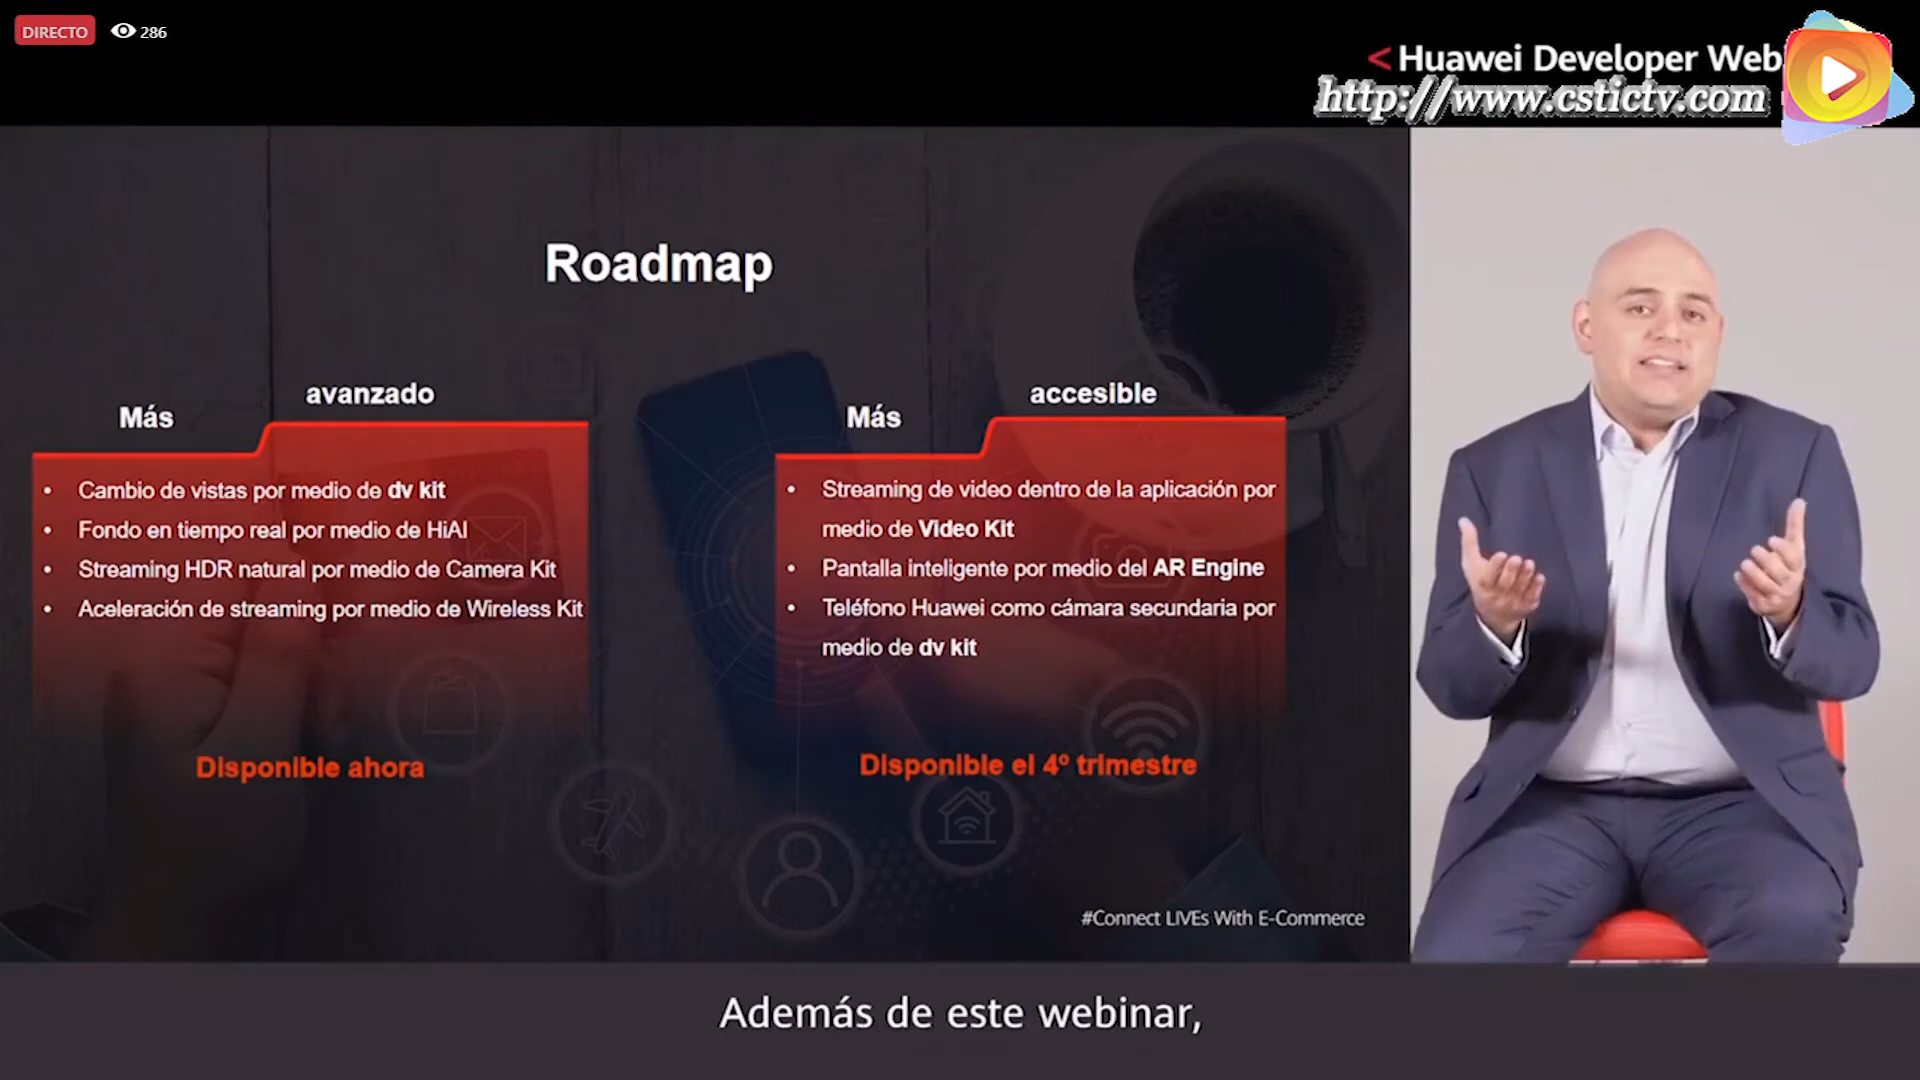 DIRECTO 286
< Huawei Developer Web
http://www.cstictv.com
Roadmap
Más avanzado
• Cambio de vistas por medio de dv kit
• Fondo en tiempo real por medio de HiAI
• Streaming HDR natural por medio de Camera Kit
• Aceleración de streaming por medio de Wireless Kit
Disponible ahora
Más accesible
• Streaming de video dentro de la aplicación por
medio de Video Kit
• Pantalla inteligente por medio del AR Engine
• Teléfono Huawei como cámara secundaria por
medio de dv kit
Disponible el 4º trimestre
#Connect LIVEs With E-Commerce
Además de este webinar,